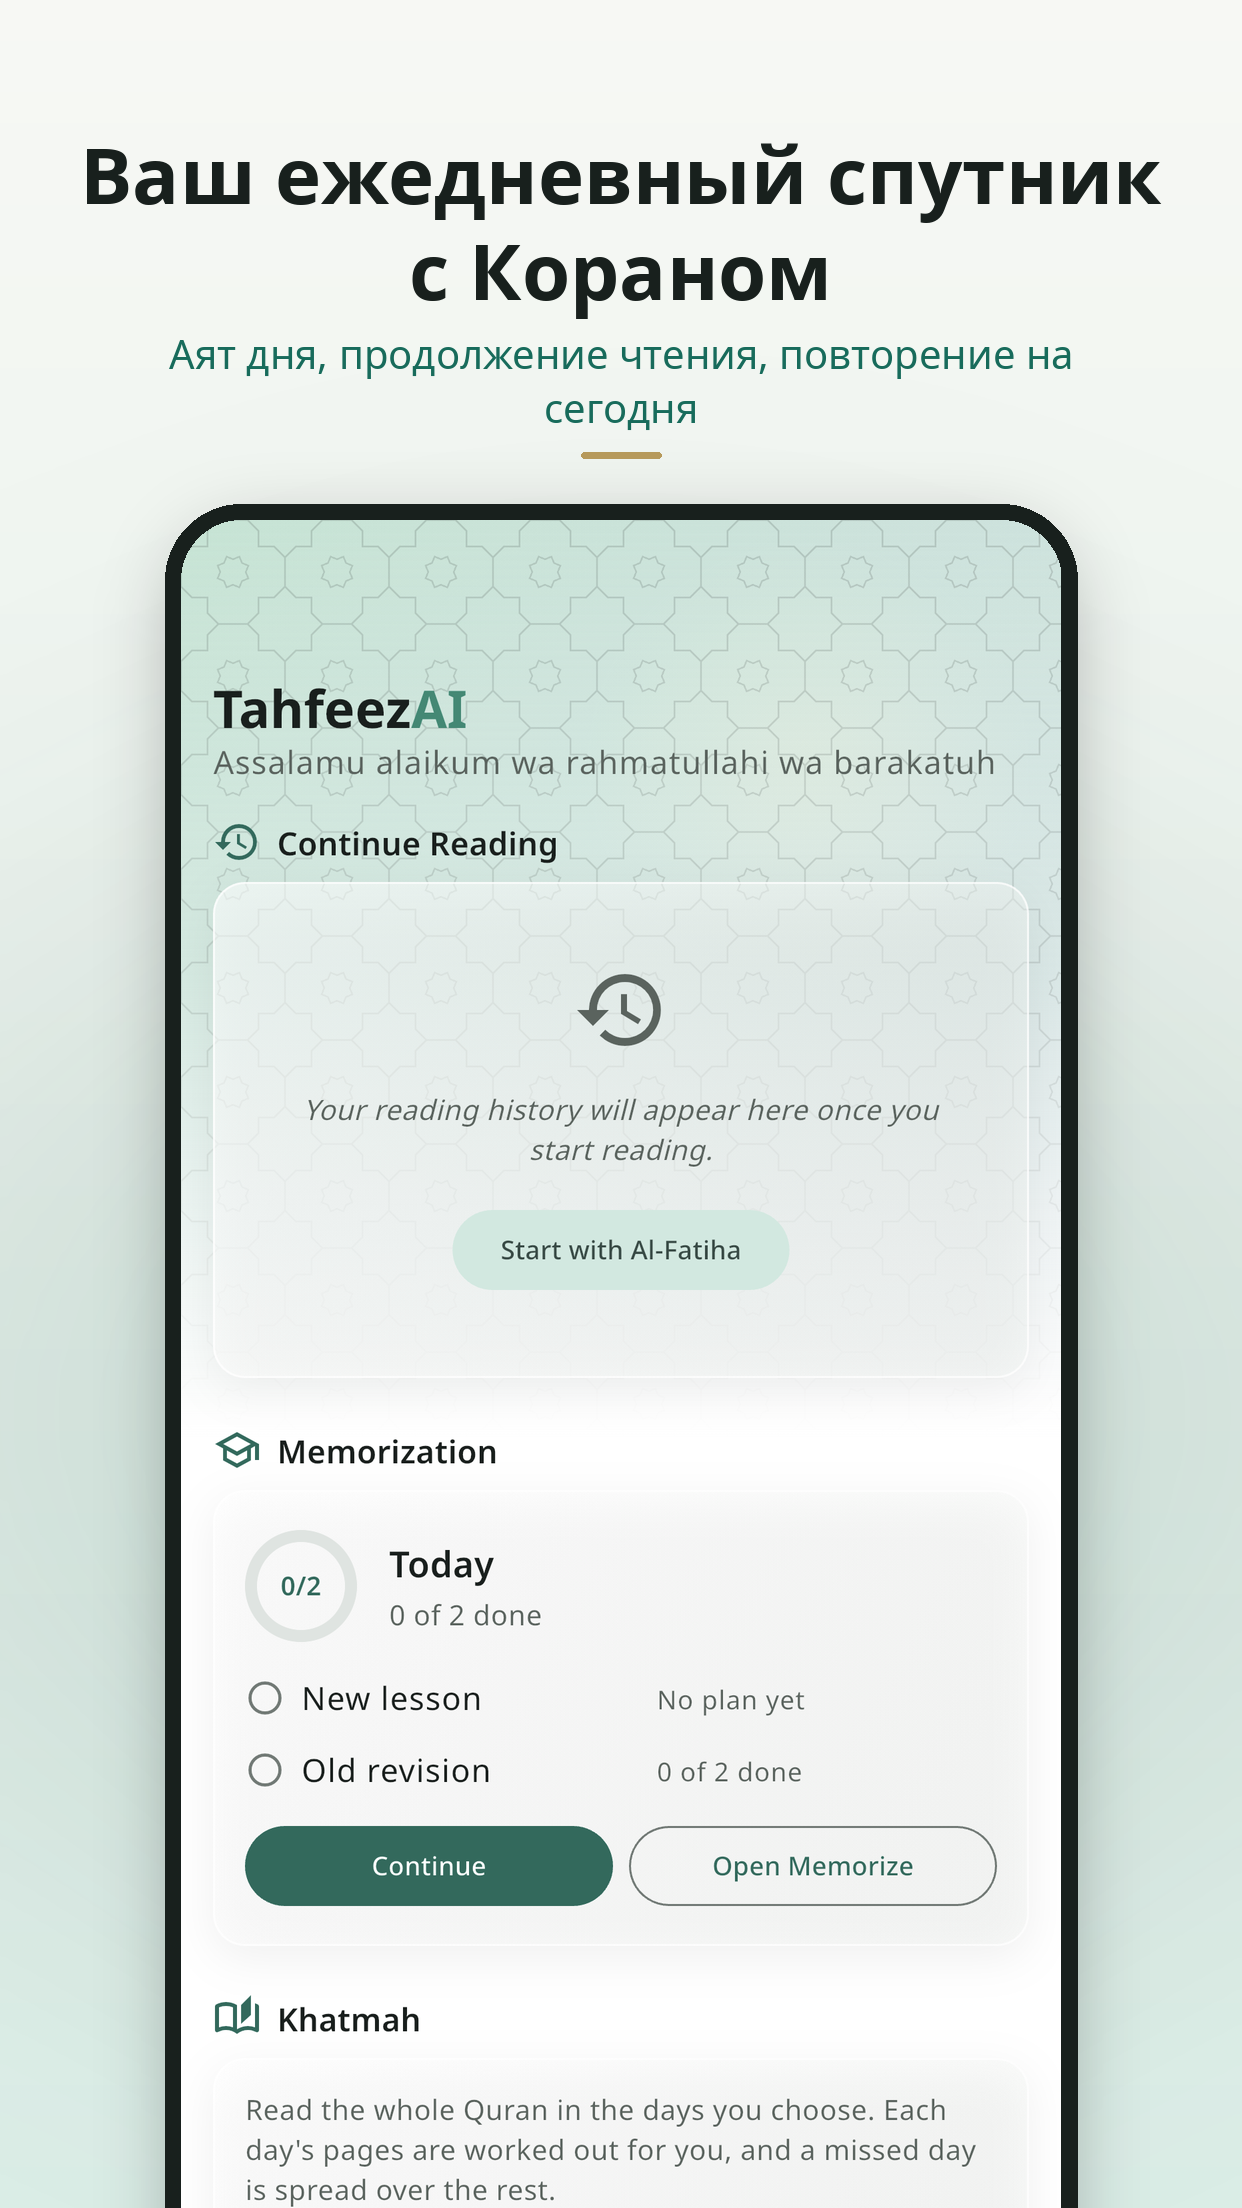 Ваш ежедневный спутник
с Кораном
Аят дня, продолжение чтения, повторение на
сегодня
TahfeezAI
Assalamu alaikum wa rahmatullahi wa barakatuh
Continue Reading
Your reading history will appear here once you
start reading.
Start with Al-Fatiha
Memorization
0/2
Today
0 of 2 done
New lesson No plan yet
Old revision 0 of 2 done
Continue Open Memorize
Khatmah
Read the whole Quran in the days you choose. Each
day's pages are worked out for you, and a missed day
is spread over the rest.